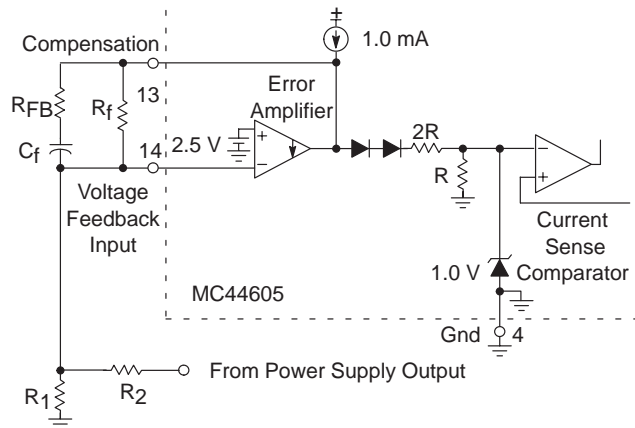 Compensation
1.0 mA
RFB
Rf
13
Error
Amplifier
Cf
14
2.5 V
+
−
2R
R
−
+
Voltage
Feedback
Input
Current
Sense
Comparator
1.0 V
MC44605
Gnd
4
R1
R2
From Power Supply Output